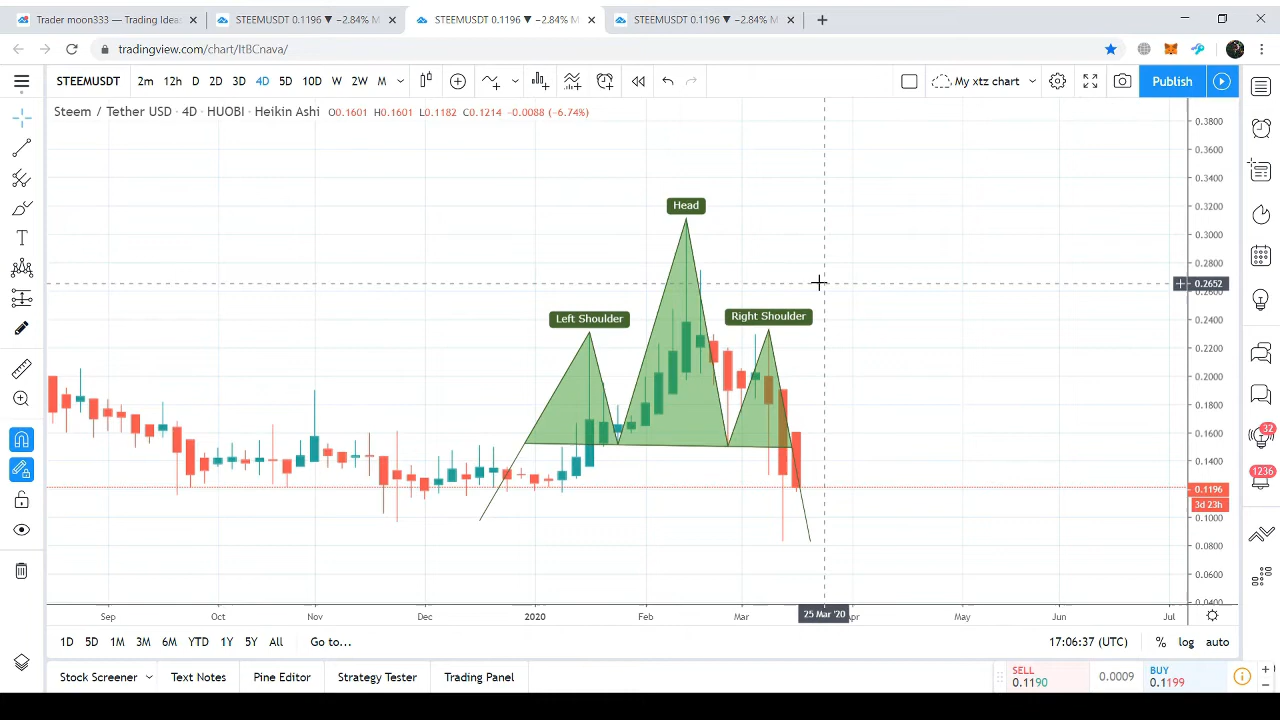 Trader moon333 — Trading Ideas
STEEMUSDT 0.1196 ▼ −2.84% M
STEEMUSDT 0.1196 ▼ −2.84% M
STEEMUSDT 0.1196 ▼ −2.84% M
tradingview.com/chart/ItBCnava/
STEEMUSDT 2m 12h D 2D 3D 4D 5D 10D W 2W M
My xtz chart
Publish
Steem / Tether USD · 4D · HUOBI · Heikin Ashi O0.1601 H0.1601 L0.1182 C0.1214 −0.0088 (−6.74%)
0.3800
0.3600
0.3400
Head
0.3200
0.3000
0.2800
0.2652
0.2400
Left Shoulder
Right Shoulder
0.2200
0.2000
0.1800
0.1600
32
0.1400
1236
0.1196
3d 23h
0.1000
0.0800
0.0600
Sep Oct Nov Dec 2020 Feb Mar 25 Mar '20 May Jun Jul
1D 5D 1M 3M 6M YTD 1Y 5Y All Go to...
17:06:37 (UTC) % log auto
Stock Screener Text Notes Pine Editor Strategy Tester Trading Panel
SELL
0.1190
0.0009
BUY
0.1199